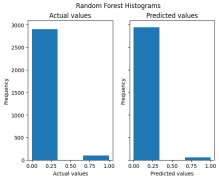 Random Forest Histograms
Actual values
Predicted values
3000
2500
2000
1500
1000
500
0
Frequency
Frequency
0.00 0.25 0.50 0.75 1.00
0.00 0.25 0.50 0.75 1.00
Actual values
Predicted values